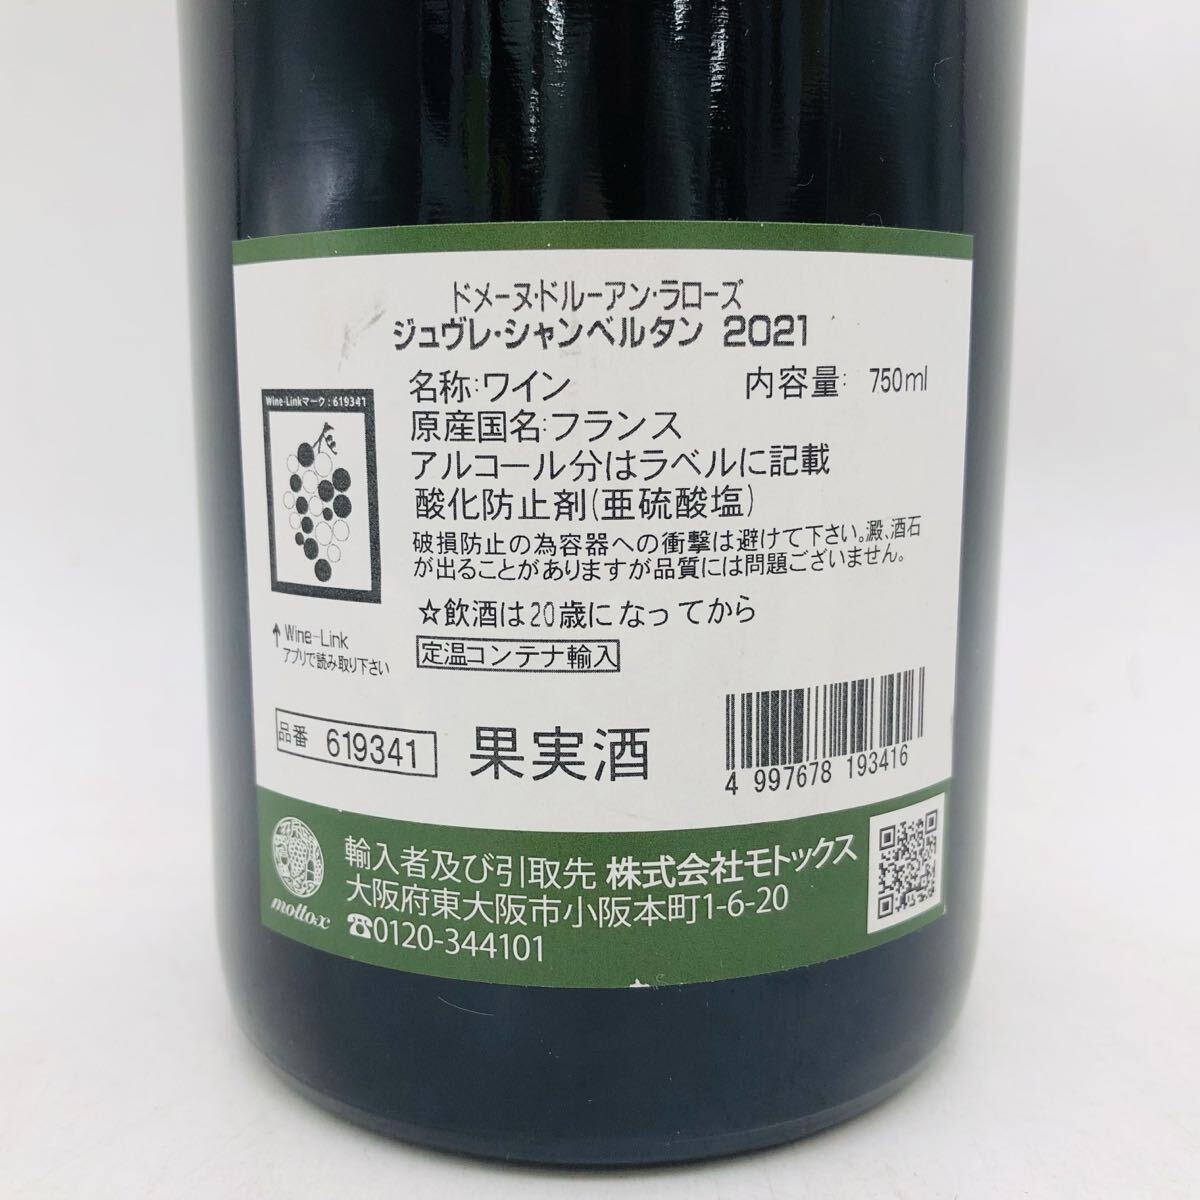 ドメーヌ・ドルーアン・ラローズ
ジュヴレ・シャンベルタン 2021
名称:ワイン 内容量: 750ml
原産国名:フランス
アルコール分はラベルに記載
酸化防止剤(亜硫酸塩)
破損防止の為容器への衝撃は避けて下さい。澱、酒石
が出ることがありますが品質には問題ございません。
☆飲酒は20歳になってから
定温コンテナ輸入
Wine-Linkマーク:619341
↑ Wine-Link
アプリで読み取り下さい
品番 619341
果実酒
4 997678 193416
mottox
輸入者及び引取先 株式会社モトックス
大阪府東大阪市小阪本町1-6-20
☎0120-344101